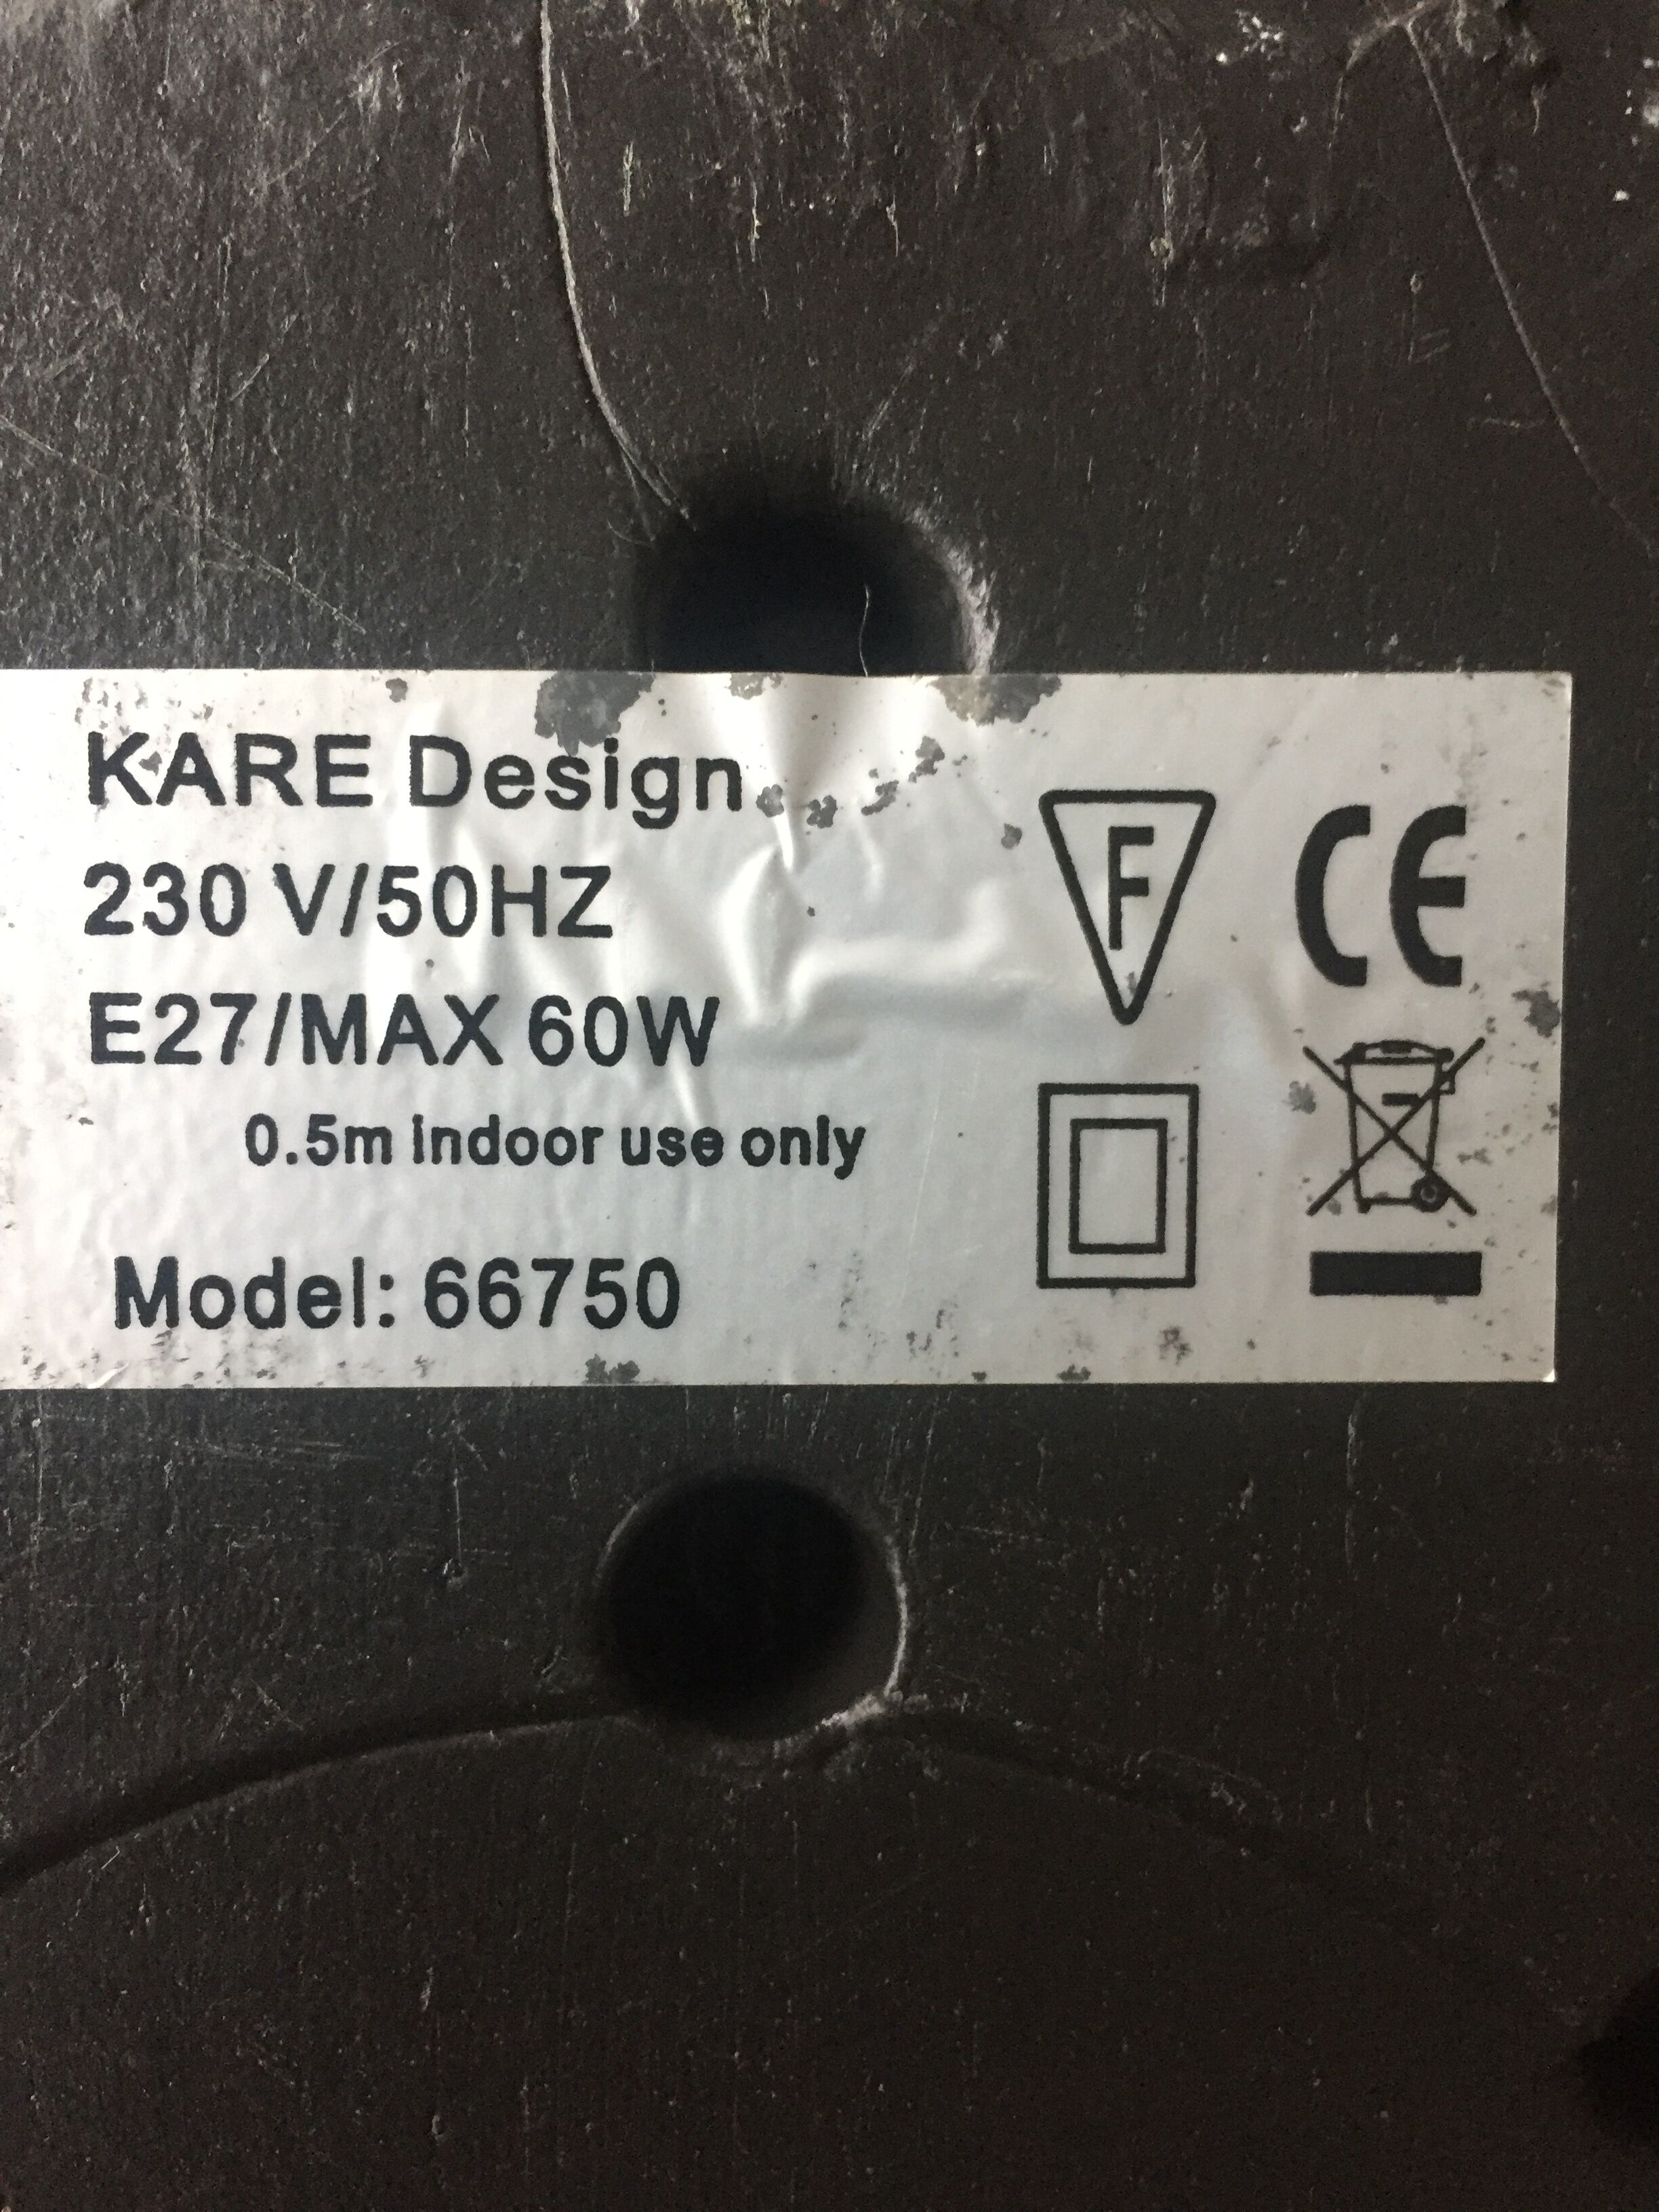 KARE Design
230 V/50HZ
E27/MAX 60W
0.5m indoor use only
Model: 66750
F
CE